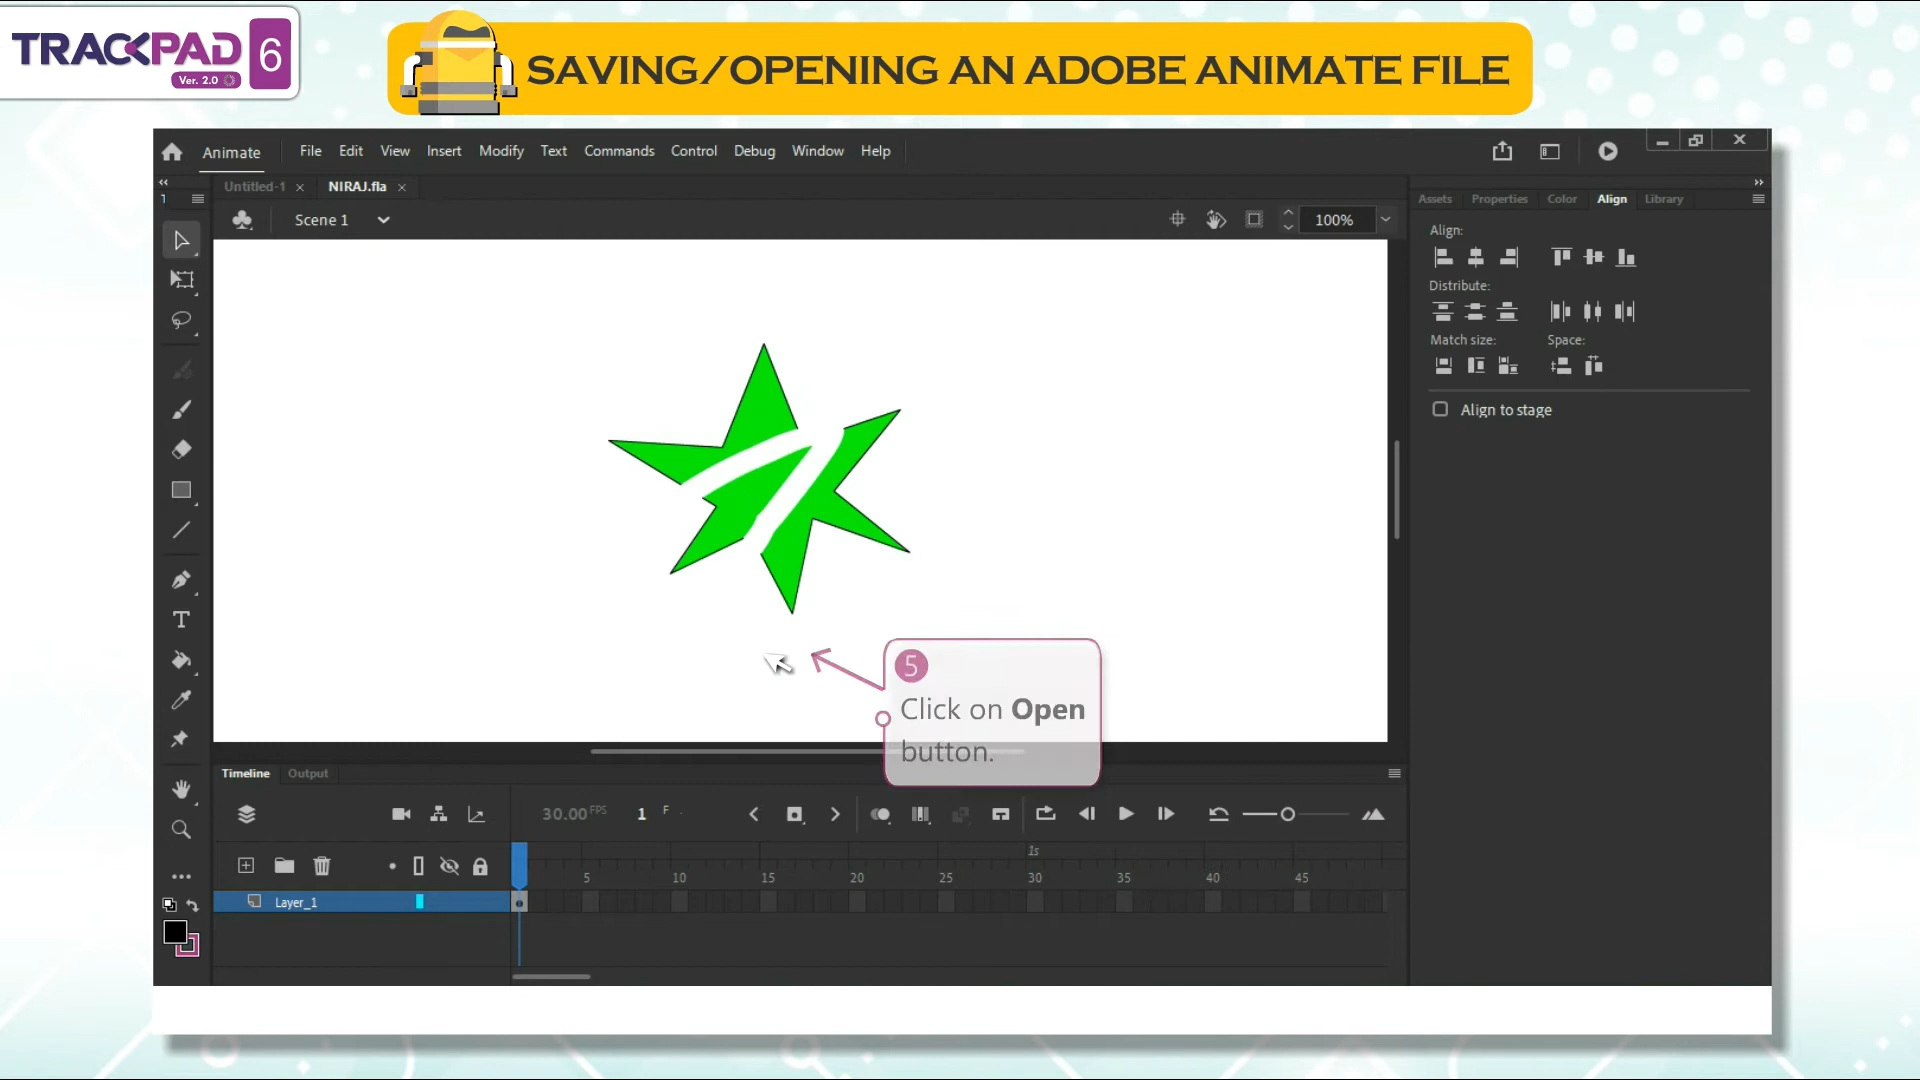 TRACKPAD
Ver. 2.0
6
SAVING/OPENING AN ADOBE ANIMATE FILE
Animate
File Edit View Insert Modify Text Commands Control Debug Window Help
Untitled-1 × NIRAJ.fla ×
Scene 1
100%
Assets Properties Color Align Library
Align:
Distribute:
Match size: Space:
Align to stage
5
Click on Open
button.
Timeline Output
30.00 FPS 1 F
1s
5 10 15 20 25 30 35 40 45
Layer_1